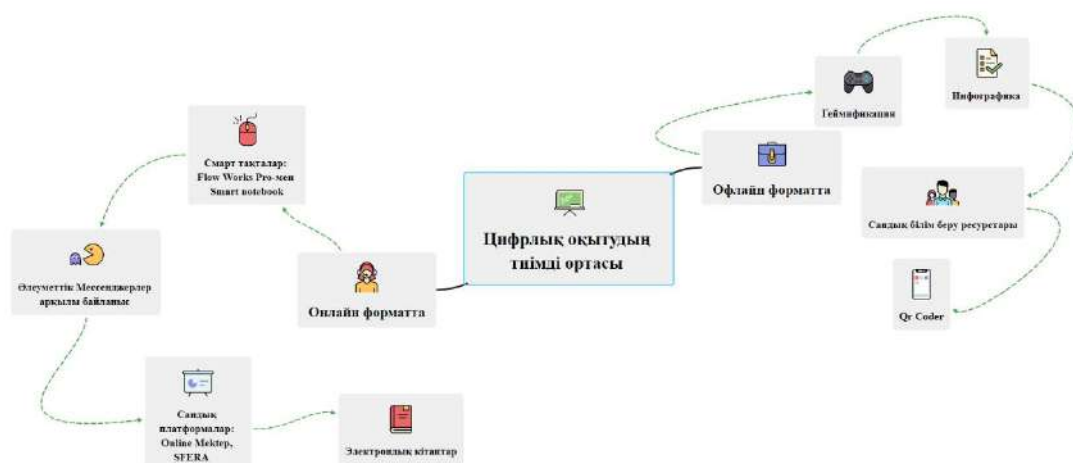 Цифрлық оқытудың
тиімді ортасы
Онлайн форматта
Смарт тақталар:
Flow Works Pro-мен
Smart notebook
Әлеуметтік Мессенджерлер
арқылы байланыс
Сандық
платформалар:
Online Mektep,
SFERA
Электрондық кітаптар
Офлайн форматта
Геймификация
Инфографика
Сандық білім беру ресурстары
Qr Coder